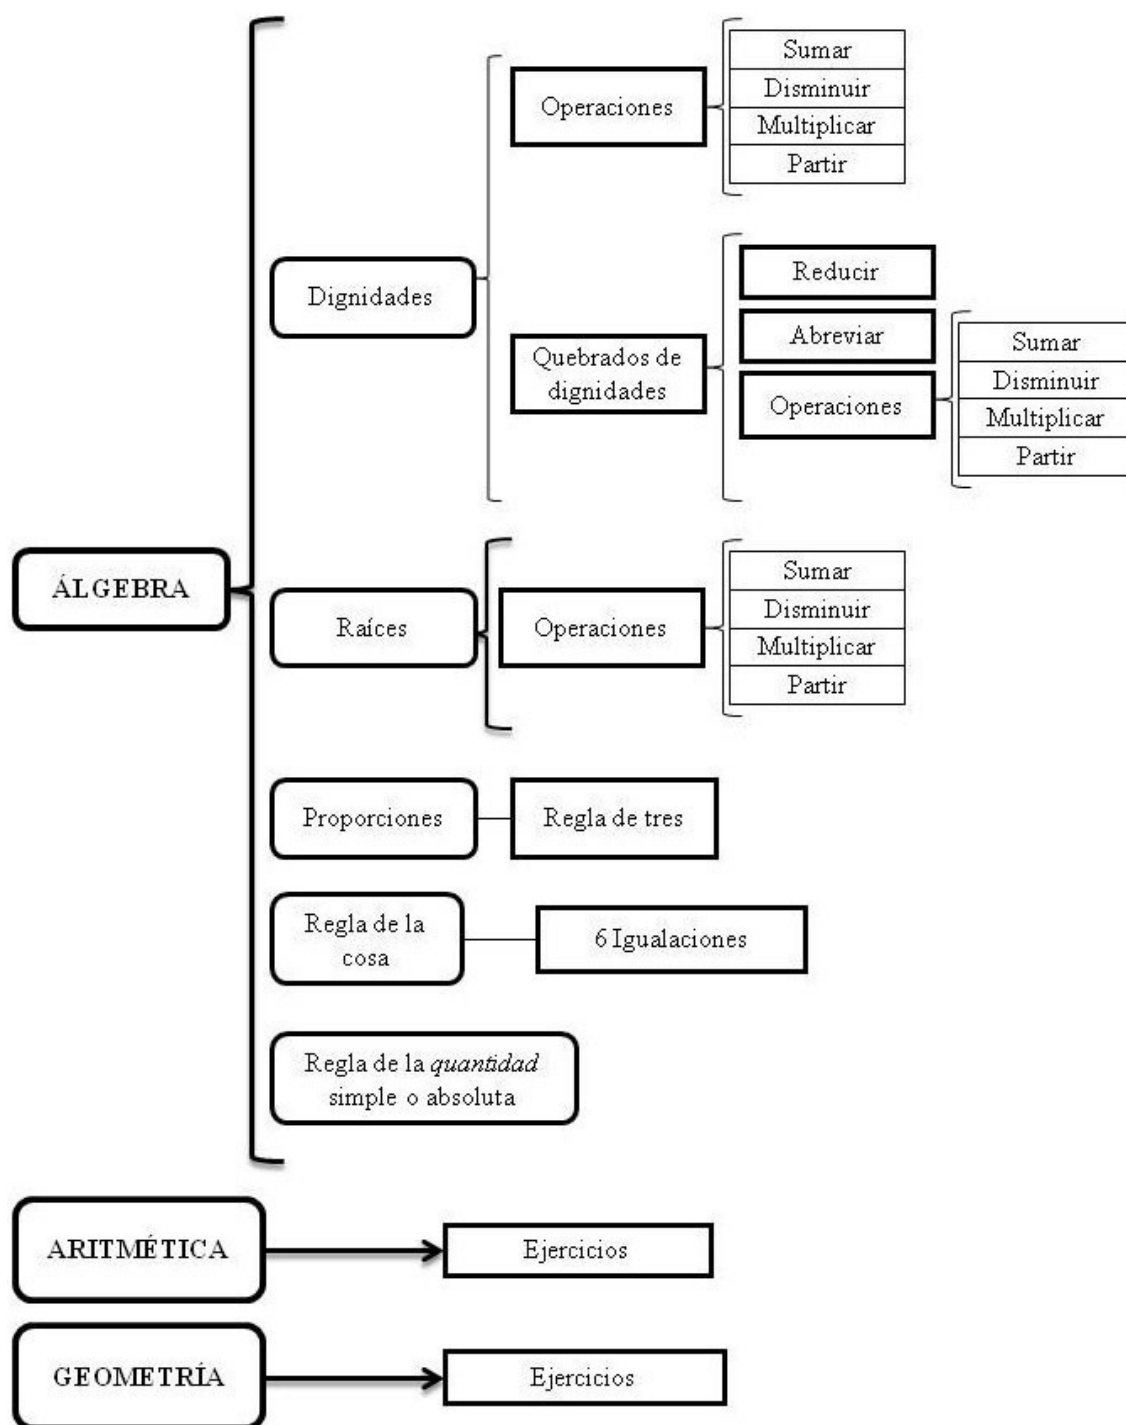 ÁLGEBRA
Dignidades
Operaciones
Sumar
Disminuir
Multiplicar
Partir
Quebrados de
dignidades
Reducir
Abreviar
Operaciones
Sumar
Disminuir
Multiplicar
Partir
Raíces
Operaciones
Sumar
Disminuir
Multiplicar
Partir
Proporciones
Regla de tres
Regla de la
cosa
6 Igualaciones
Regla de la quantidad
simple o absoluta
ARITMÉTICA
Ejercicios
GEOMETRÍA
Ejercicios